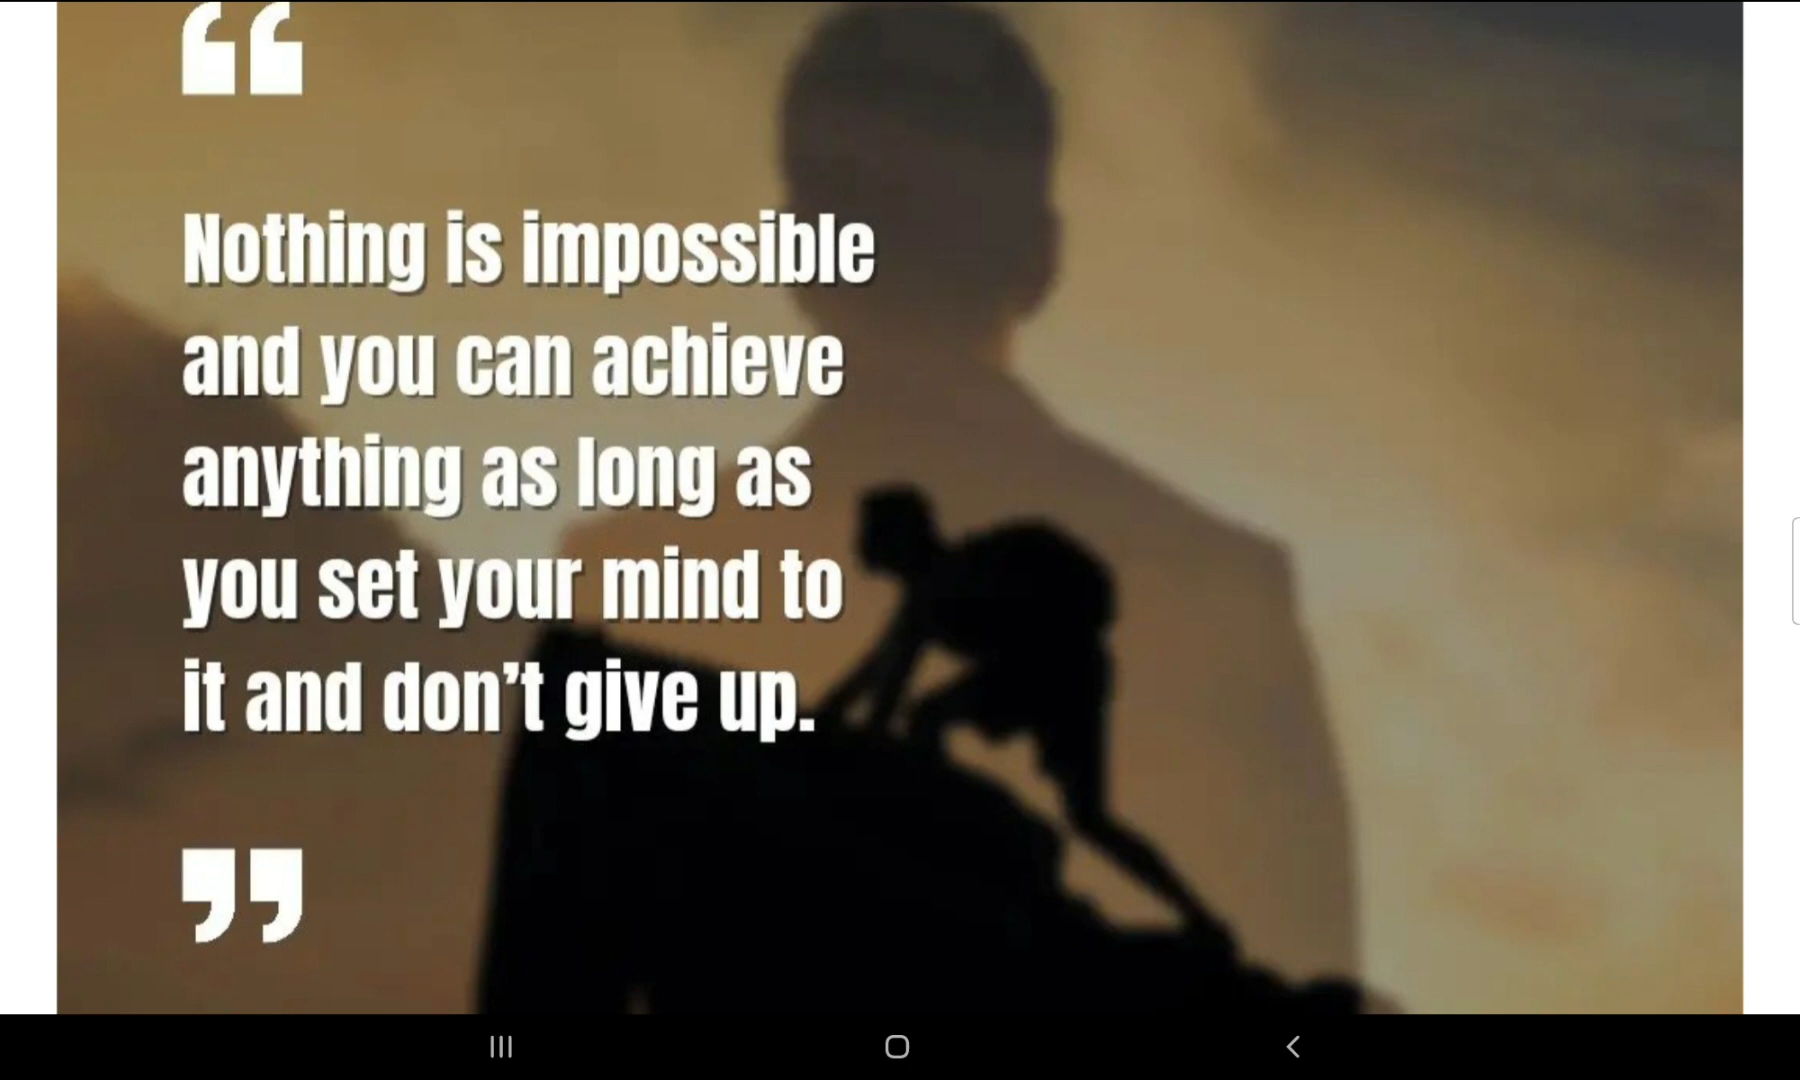 “
Nothing is impossible
and you can achieve
anything as long as
you set your mind to
it and don’t give up.
”